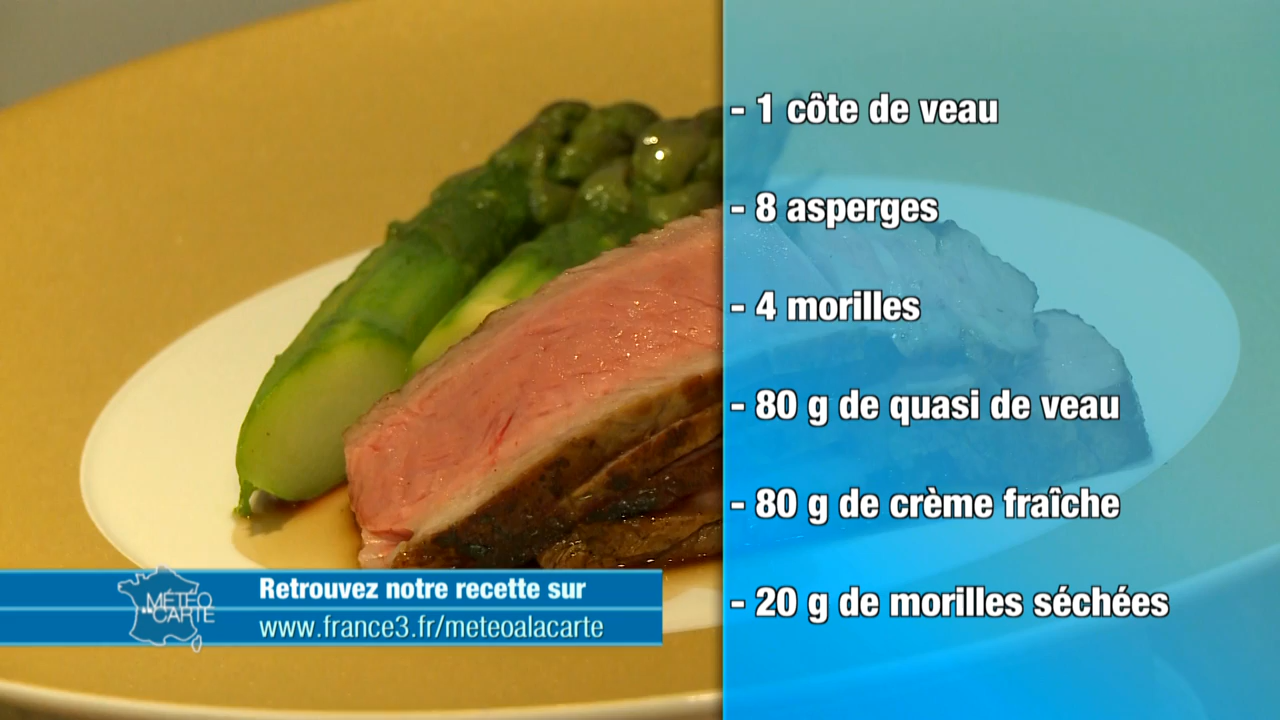 - 1 côte de veau
- 8 asperges
- 4 morilles
- 80 g de quasi de veau
- 80 g de crème fraîche
- 20 g de morilles séchées
MÉTÉO
à la CARTE
Retrouvez notre recette sur
www.france3.fr/meteoalacarte